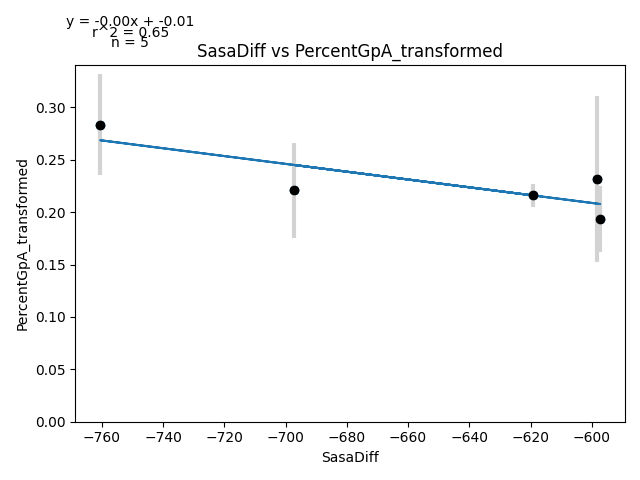 y = -0.00x + -0.01
r^2 = 0.65
n = 5
SasaDiff vs PercentGpA_transformed
PercentGpA_transformed
0.30
0.25
0.20
0.15
0.10
0.05
0.00
−760 −740 −720 −700 −680 −660 −640 −620 −600
SasaDiff